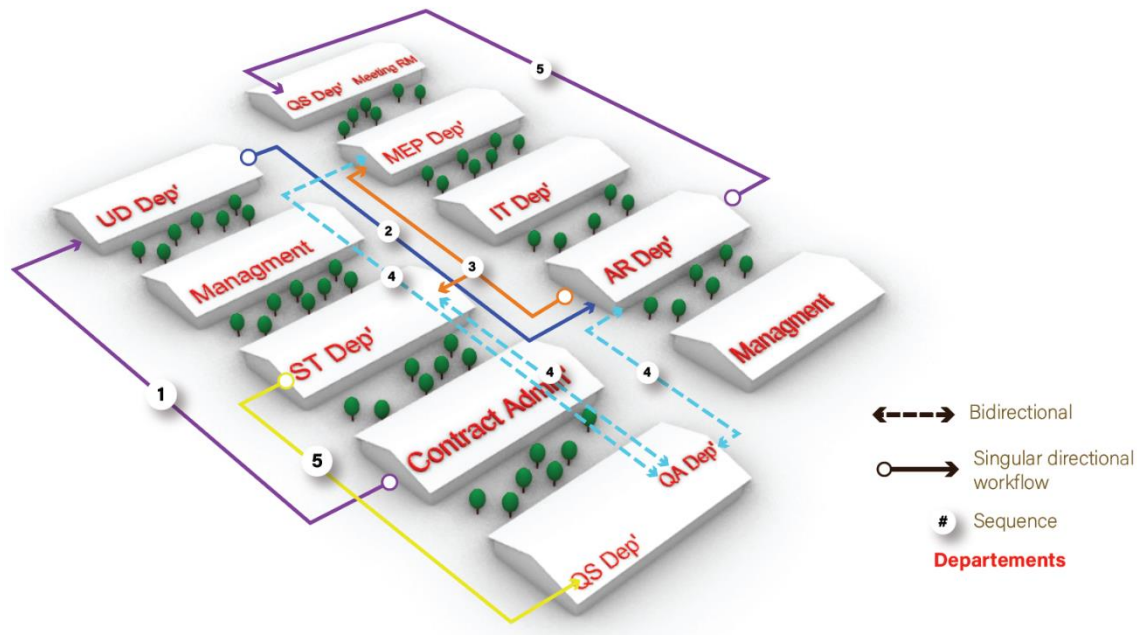 5
QS Dep' Meeting RM
MEP Dep'
UD Dep'
IT Dep'
2
Managment
3
AR Dep'
4
Managment
ST Dep'
4
4
1
Contract Admin'
Bidirectional
5
QA Dep'
Singular directional
workflow
# Sequence
QS Dep'
Departements